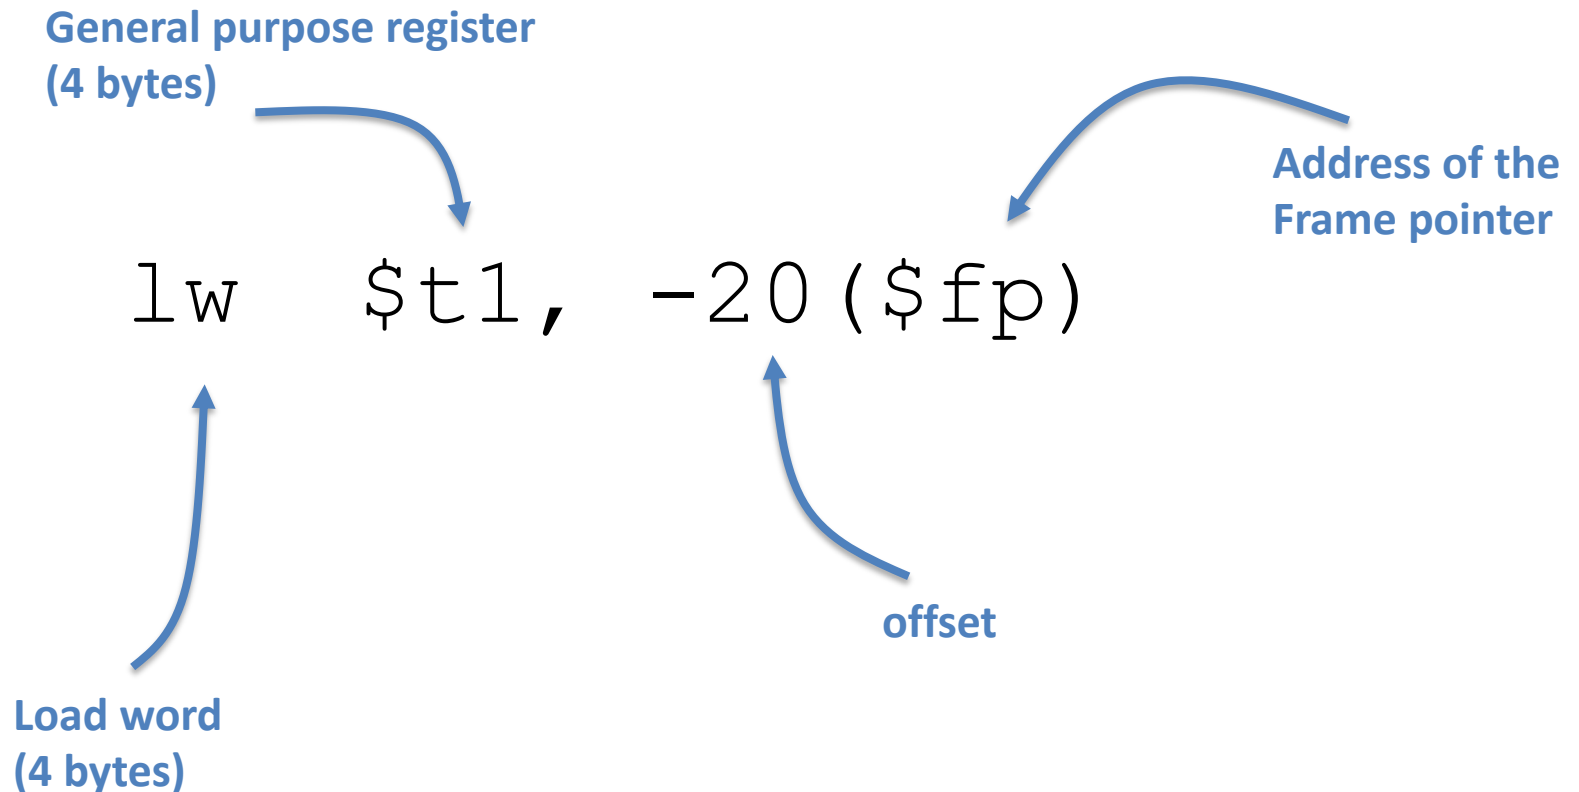 General purpose register
(4 bytes)
Address of the
Frame pointer
lw $t1, -20($fp)
offset
Load word
(4 bytes)